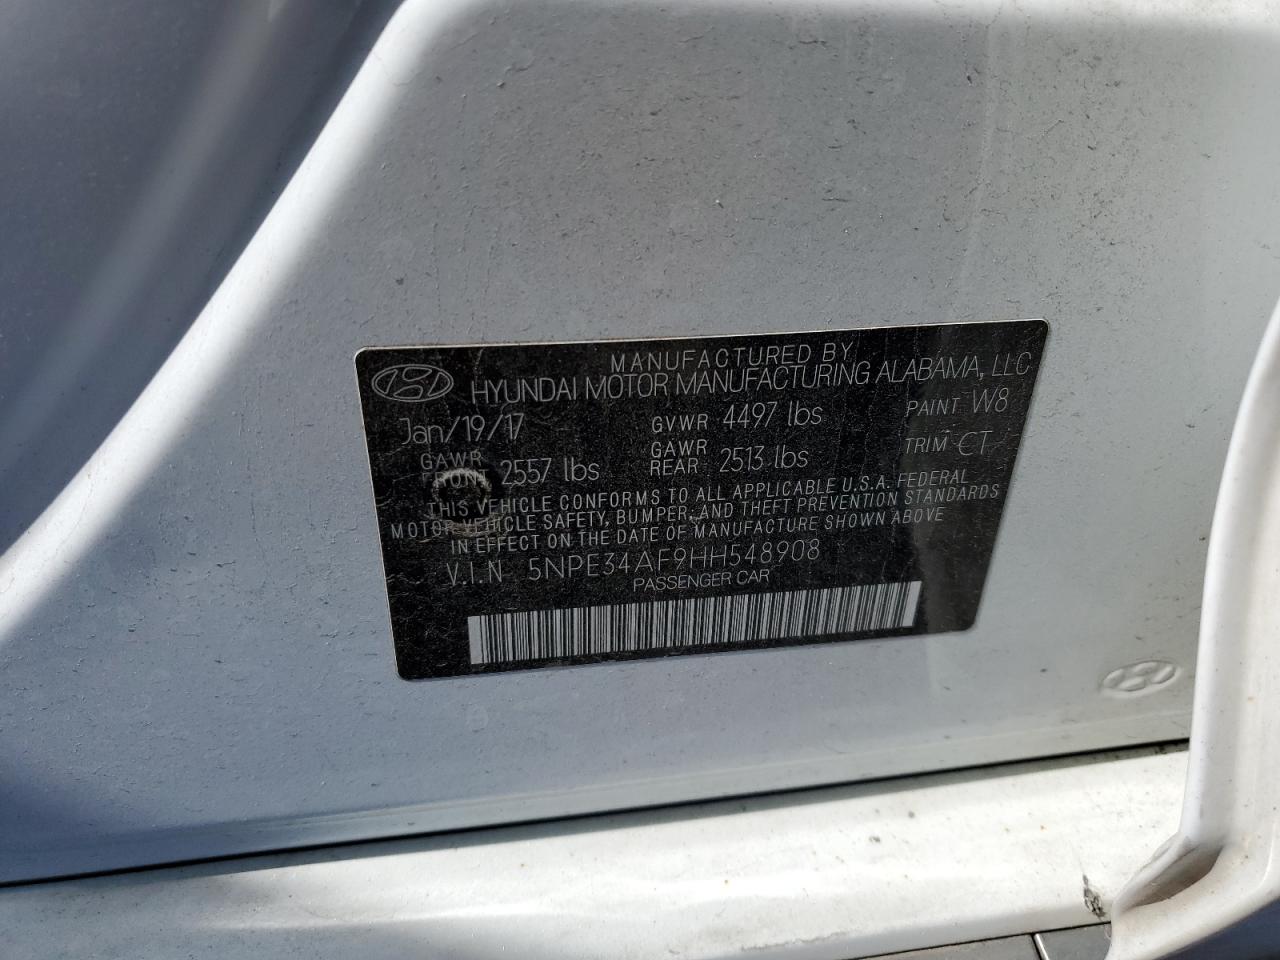 MANUFACTURED BY
HYUNDAI MOTOR MANUFACTURING ALABAMA, LLC
Jan/19/17 GVWR 4497 lbs PAINT W8
GAWR FRONT 2557 lbs GAWR REAR 2513 lbs TRIM CT
THIS VEHICLE CONFORMS TO ALL APPLICABLE U.S.A. FEDERAL
MOTOR VEHICLE SAFETY, BUMPER, AND THEFT PREVENTION STANDARDS
IN EFFECT ON THE DATE OF MANUFACTURE SHOWN ABOVE
V.I.N 5NPE34AF9HH548908
PASSENGER CAR